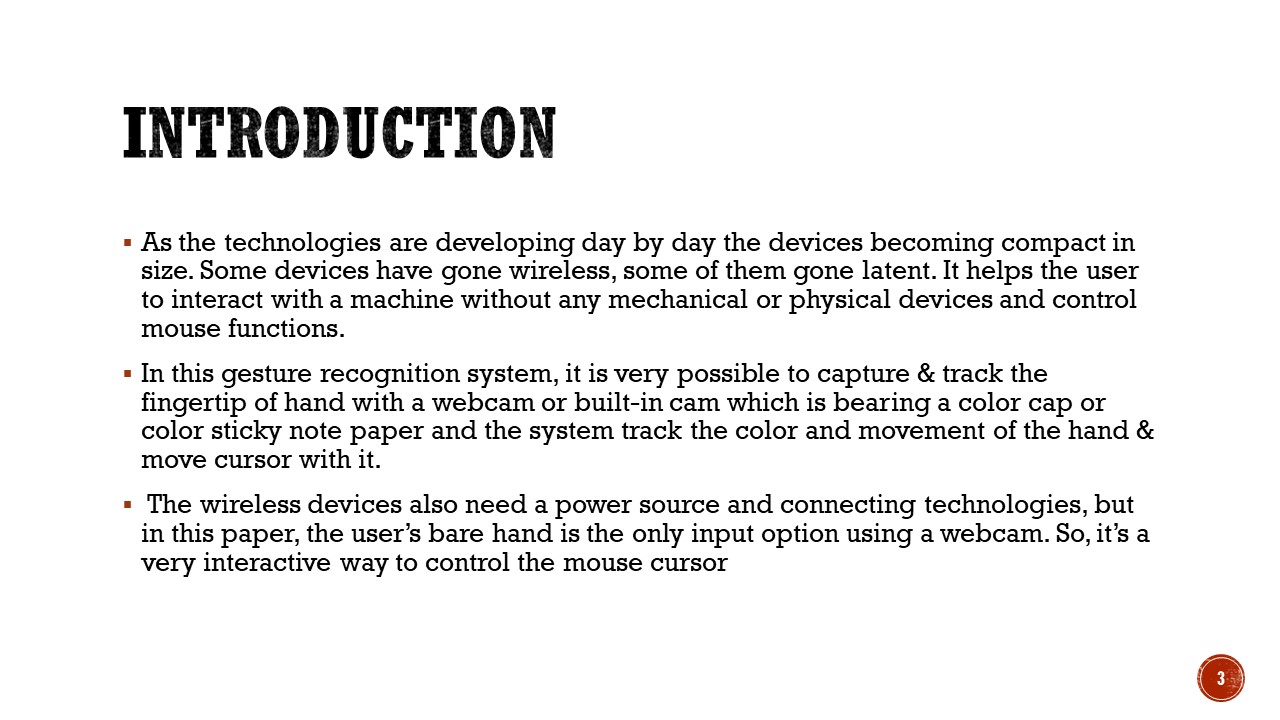 INTRODUCTION
▪ As the technologies are developing day by day the devices becoming compact in
size. Some devices have gone wireless, some of them gone latent. It helps the user
to interact with a machine without any mechanical or physical devices and control
mouse functions.
▪ In this gesture recognition system, it is very possible to capture & track the
fingertip of hand with a webcam or built-in cam which is bearing a color cap or
color sticky note paper and the system track the color and movement of the hand &
move cursor with it.
▪ The wireless devices also need a power source and connecting technologies, but
in this paper, the user’s bare hand is the only input option using a webcam. So, it’s a
very interactive way to control the mouse cursor
3